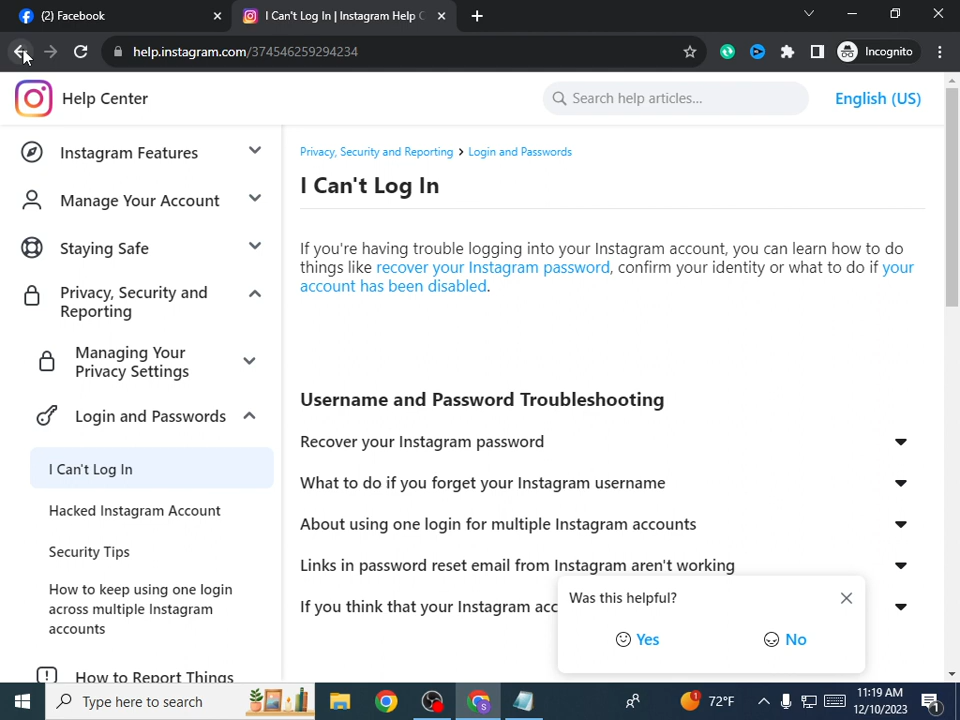 (2) Facebook
I Can't Log In | Instagram Help C
help.instagram.com/374546259294234
Incognito
Help Center
Search help articles...
English (US)
Instagram Features
Manage Your Account
Staying Safe
Privacy, Security and
Reporting
Managing Your
Privacy Settings
Login and Passwords
I Can't Log In
Hacked Instagram Account
Security Tips
How to keep using one login
across multiple Instagram
accounts
How to Report Things
Privacy, Security and Reporting > Login and Passwords
I Can't Log In
If you're having trouble logging into your Instagram account, you can learn how to do
things like recover your Instagram password, confirm your identity or what to do if your
account has been disabled.
Username and Password Troubleshooting
Recover your Instagram password
What to do if you forget your Instagram username
About using one login for multiple Instagram accounts
Links in password reset email from Instagram aren't working
If you think that your Instagram acc
Was this helpful?
Yes
No
Type here to search
1
72°F
11:19 AM
12/10/2023
1
S